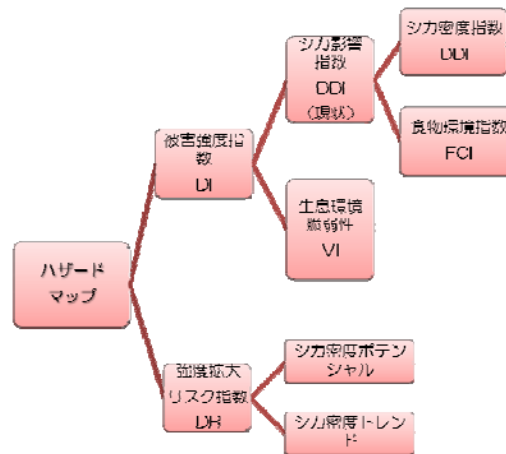 シカ影響
指数
DDI
(現状)
シカ密度指数
DDI
食物環境指数
FCI
被害強度指
数
DI
生息環境
脆弱性
VI
ハザード
マップ
強度拡大
リスク指数
DR
シカ密度ポテン
シャル
シカ密度トレン
ド